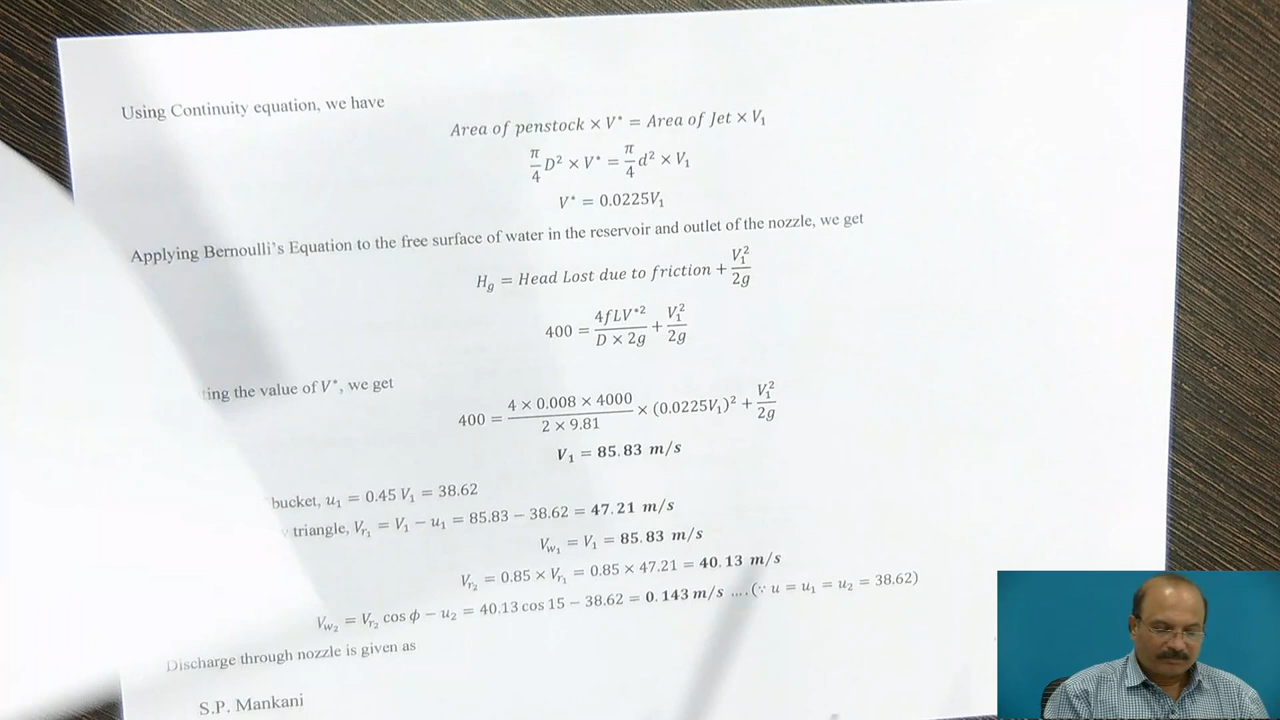 Using Continuity equation, we have
Area of penstock × V* = Area of Jet × V₁
π/4 D² × V* = π/4 d² × V₁
V* = 0.0225V₁
Applying Bernoulli's Equation to the free surface of water in the reservoir and outlet of the nozzle, we get
H_g = Head Lost due to friction + V₁²/2g
400 = 4fLV*²/D × 2g + V₁²/2g
ting the value of V*, we get
400 = 4 × 0.008 × 4000/2 × 9.81 × (0.0225V₁)² + V₁²/2g
V₁ = 85.83 m/s
bucket, u₁ = 0.45 V₁ = 38.62
triangle, V_r₁ = V₁ − u₁ = 85.83 − 38.62 = 47.21 m/s
V_w₁ = V₁ = 85.83 m/s
V_r₂ = 0.85 × V_r₁ = 0.85 × 47.21 = 40.13 m/s
V_w₂ = V_r₂ cos ϕ − u₂ = 40.13 cos 15 − 38.62 = 0.143 m/s ....(∵ u = u₁ = u₂ = 38.62)
Discharge through nozzle is given as
S.P. Mankani